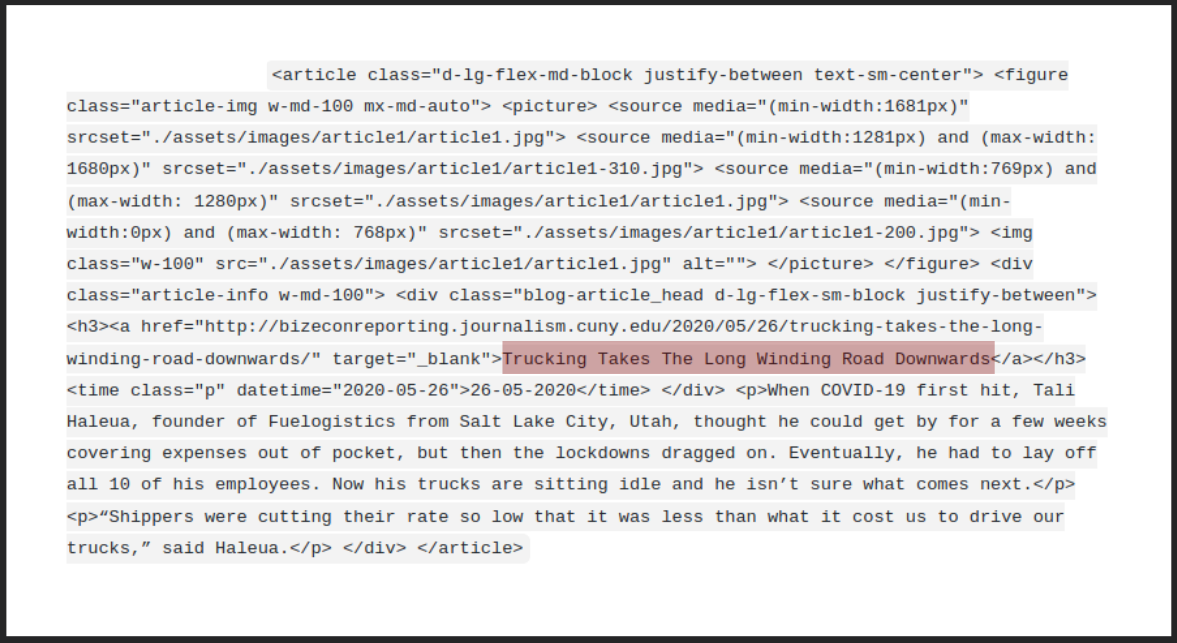 <article class="d-lg-flex-md-block justify-between text-sm-center"> <figure
class="article-img w-md-100 mx-md-auto"> <picture> <source media="(min-width:1681px)"
srcset="./assets/images/article1/article1.jpg"> <source media="(min-width:1281px) and (max-width:
1680px)" srcset="./assets/images/article1/article1-310.jpg"> <source media="(min-width:769px) and
(max-width: 1280px)" srcset="./assets/images/article1/article1.jpg"> <source media="(min-
width:0px) and (max-width: 768px)" srcset="./assets/images/article1/article1-200.jpg"> <img
class="w-100" src="./assets/images/article1/article1.jpg" alt=""> </picture> </figure> <div
class="article-info w-md-100"> <div class="blog-article_head d-lg-flex-sm-block justify-between">
<h3><a href="http://bizeconreporting.journalism.cuny.edu/2020/05/26/trucking-takes-the-long-
winding-road-downwards/" target="_blank">Trucking Takes The Long Winding Road Downwards</a></h3>
<time class="p" datetime="2020-05-26">26-05-2020</time> </div> <p>When COVID-19 first hit, Tali
Haleua, founder of Fuelogistics from Salt Lake City, Utah, thought he could get by for a few weeks
covering expenses out of pocket, but then the lockdowns dragged on. Eventually, he had to lay off
all 10 of his employees. Now his trucks are sitting idle and he isn’t sure what comes next.</p>
<p>“Shippers were cutting their rate so low that it was less than what it cost us to drive our
trucks,” said Haleua.</p> </div> </article>